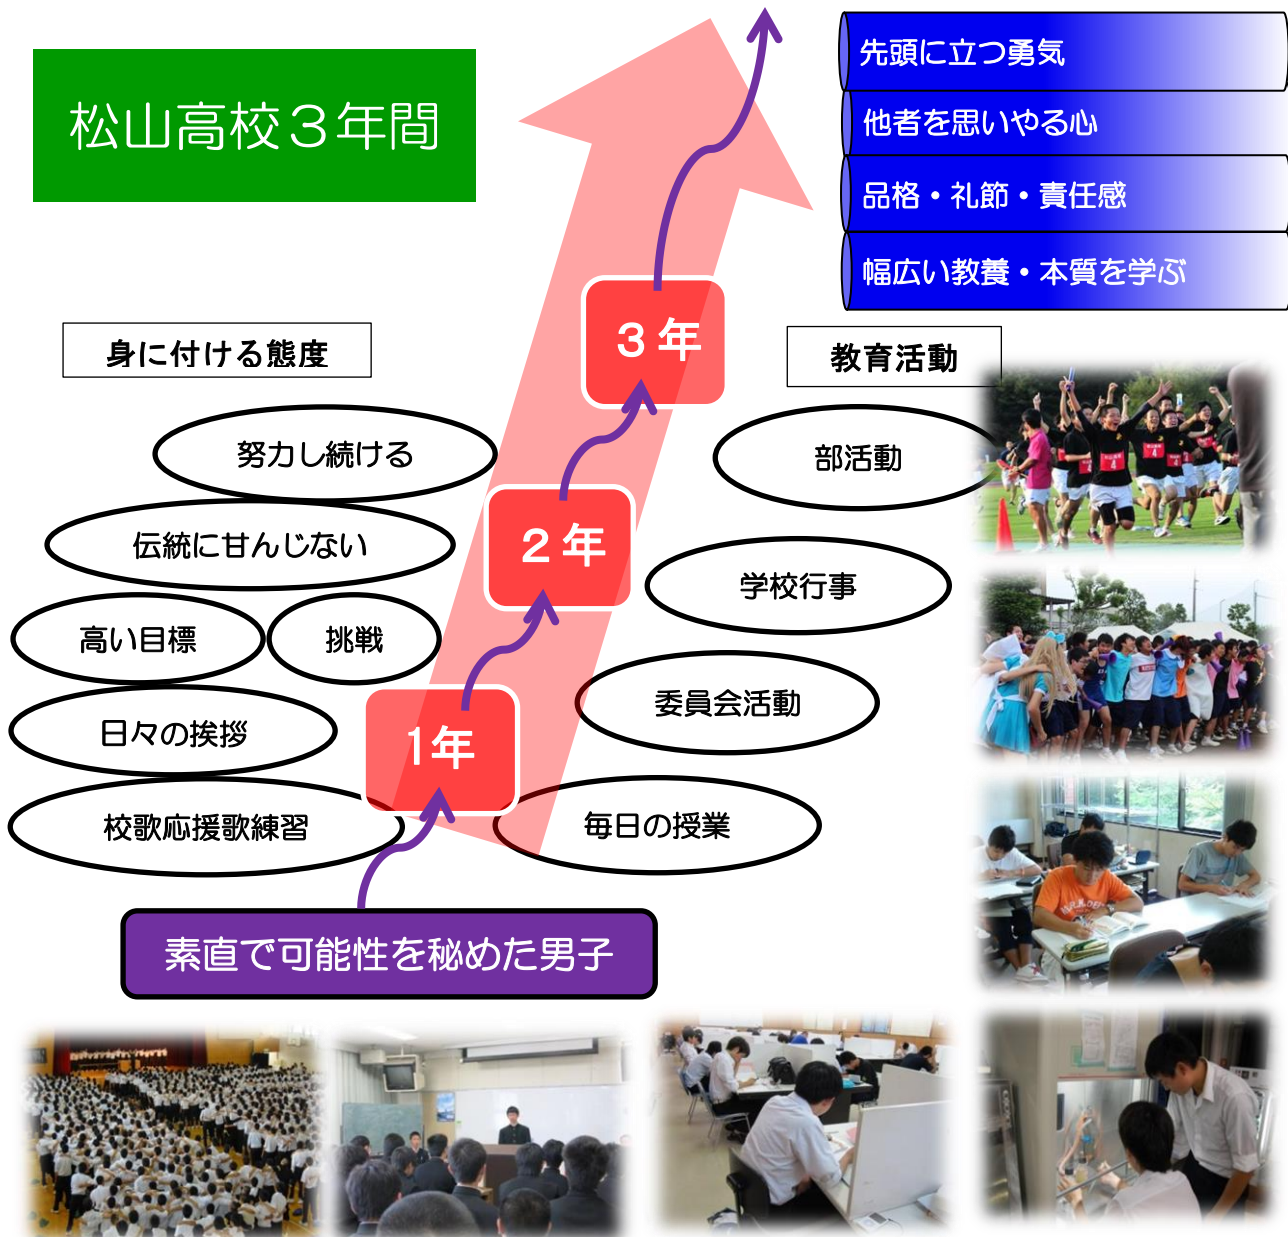 松山高校３年間
先頭に立つ勇気
他者を思いやる心
品格・礼節・責任感
幅広い教養・本質を学ぶ
身に付ける態度
教育活動
３年
２年
1年
努力し続ける
伝統に甘んじない
高い目標
挑戦
日々の挨拶
校歌応援歌練習
部活動
学校行事
委員会活動
毎日の授業
素直で可能性を秘めた男子
4
4